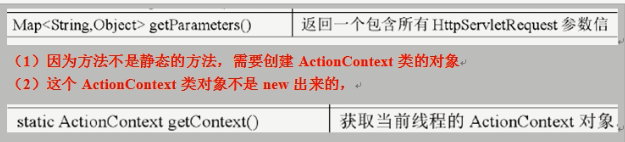 Map<String,Object> getParameters() 返回一个包含所有 HttpServletRequest 参数信
（1）因为方法不是静态的方法，需要创建 ActionContext 类的对象
（2）这个 ActionContext 类对象不是 new 出来的，
static ActionContext getContext() 获取当前线程的 ActionContext 对象